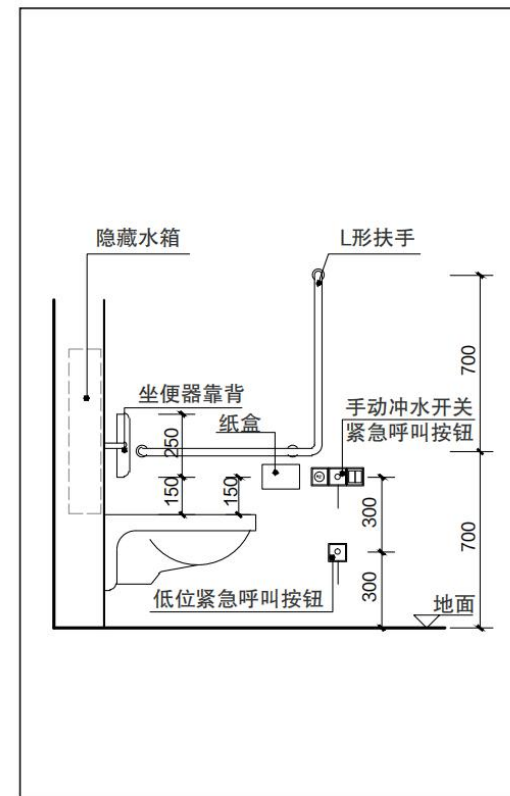 隐藏水箱
L形扶手
坐便器靠背
纸盒
手动冲水开关
紧急呼叫按钮
700
250
150
150
300
700
300
低位紧急呼叫按钮
地面